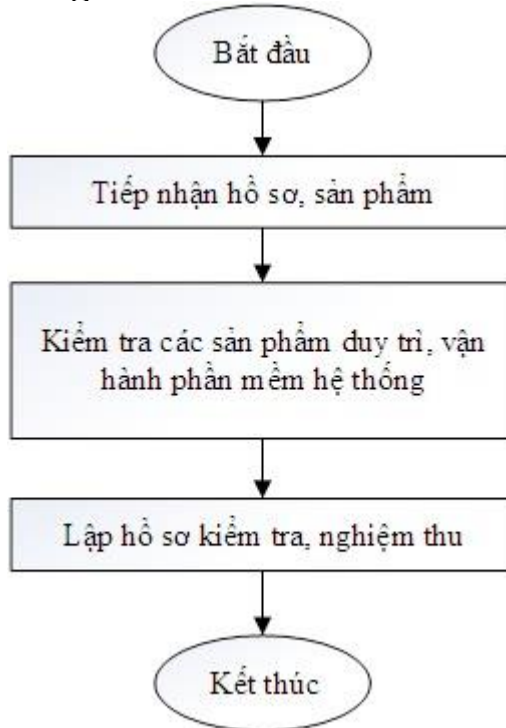 Bắt đầu
Tiếp nhận hồ sơ, sản phẩm
Kiểm tra các sản phẩm duy trì, vận
hành phần mềm hệ thống
Lập hồ sơ kiểm tra, nghiệm thu
Kết thúc